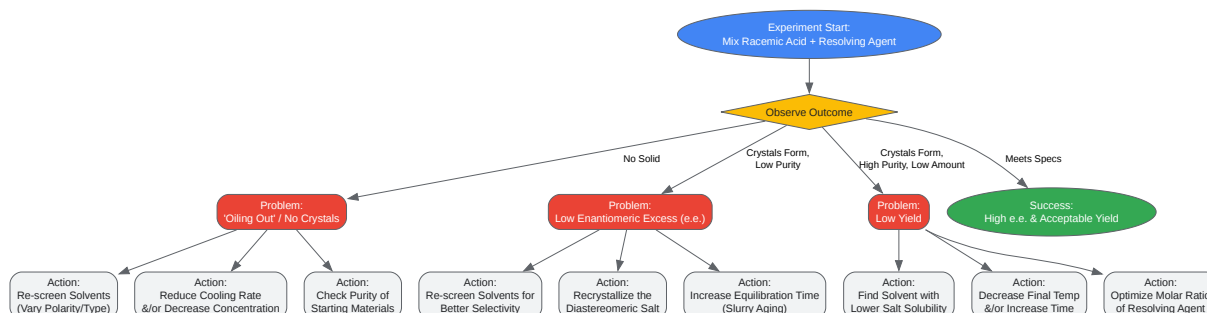 Experiment Start:
Mix Racemic Acid + Resolving Agent
Observe Outcome
No Solid
Crystals Form,
Low Purity
Crystals Form,
High Purity, Low Amount
Meets Specs
Problem:
'Oiling Out' / No Crystals
Problem:
Low Enantiomeric Excess (e.e.)
Problem:
Low Yield
Success:
High e.e. & Acceptable Yield
Action:
Re-screen Solvents
(Vary Polarity/Type)
Action:
Reduce Cooling Rate
&/or Decrease Concentration
Action:
Check Purity of
Starting Materials
Action:
Re-screen Solvents for
Better Selectivity
Action:
Recrystallize the
Diastereomeric Salt
Action:
Increase Equilibration Time
(Slurry Aging)
Action:
Find Solvent with
Lower Salt Solubility
Action:
Decrease Final Temp
&/or Increase Time
Action:
Optimize Molar Ratio
of Resolving Agent